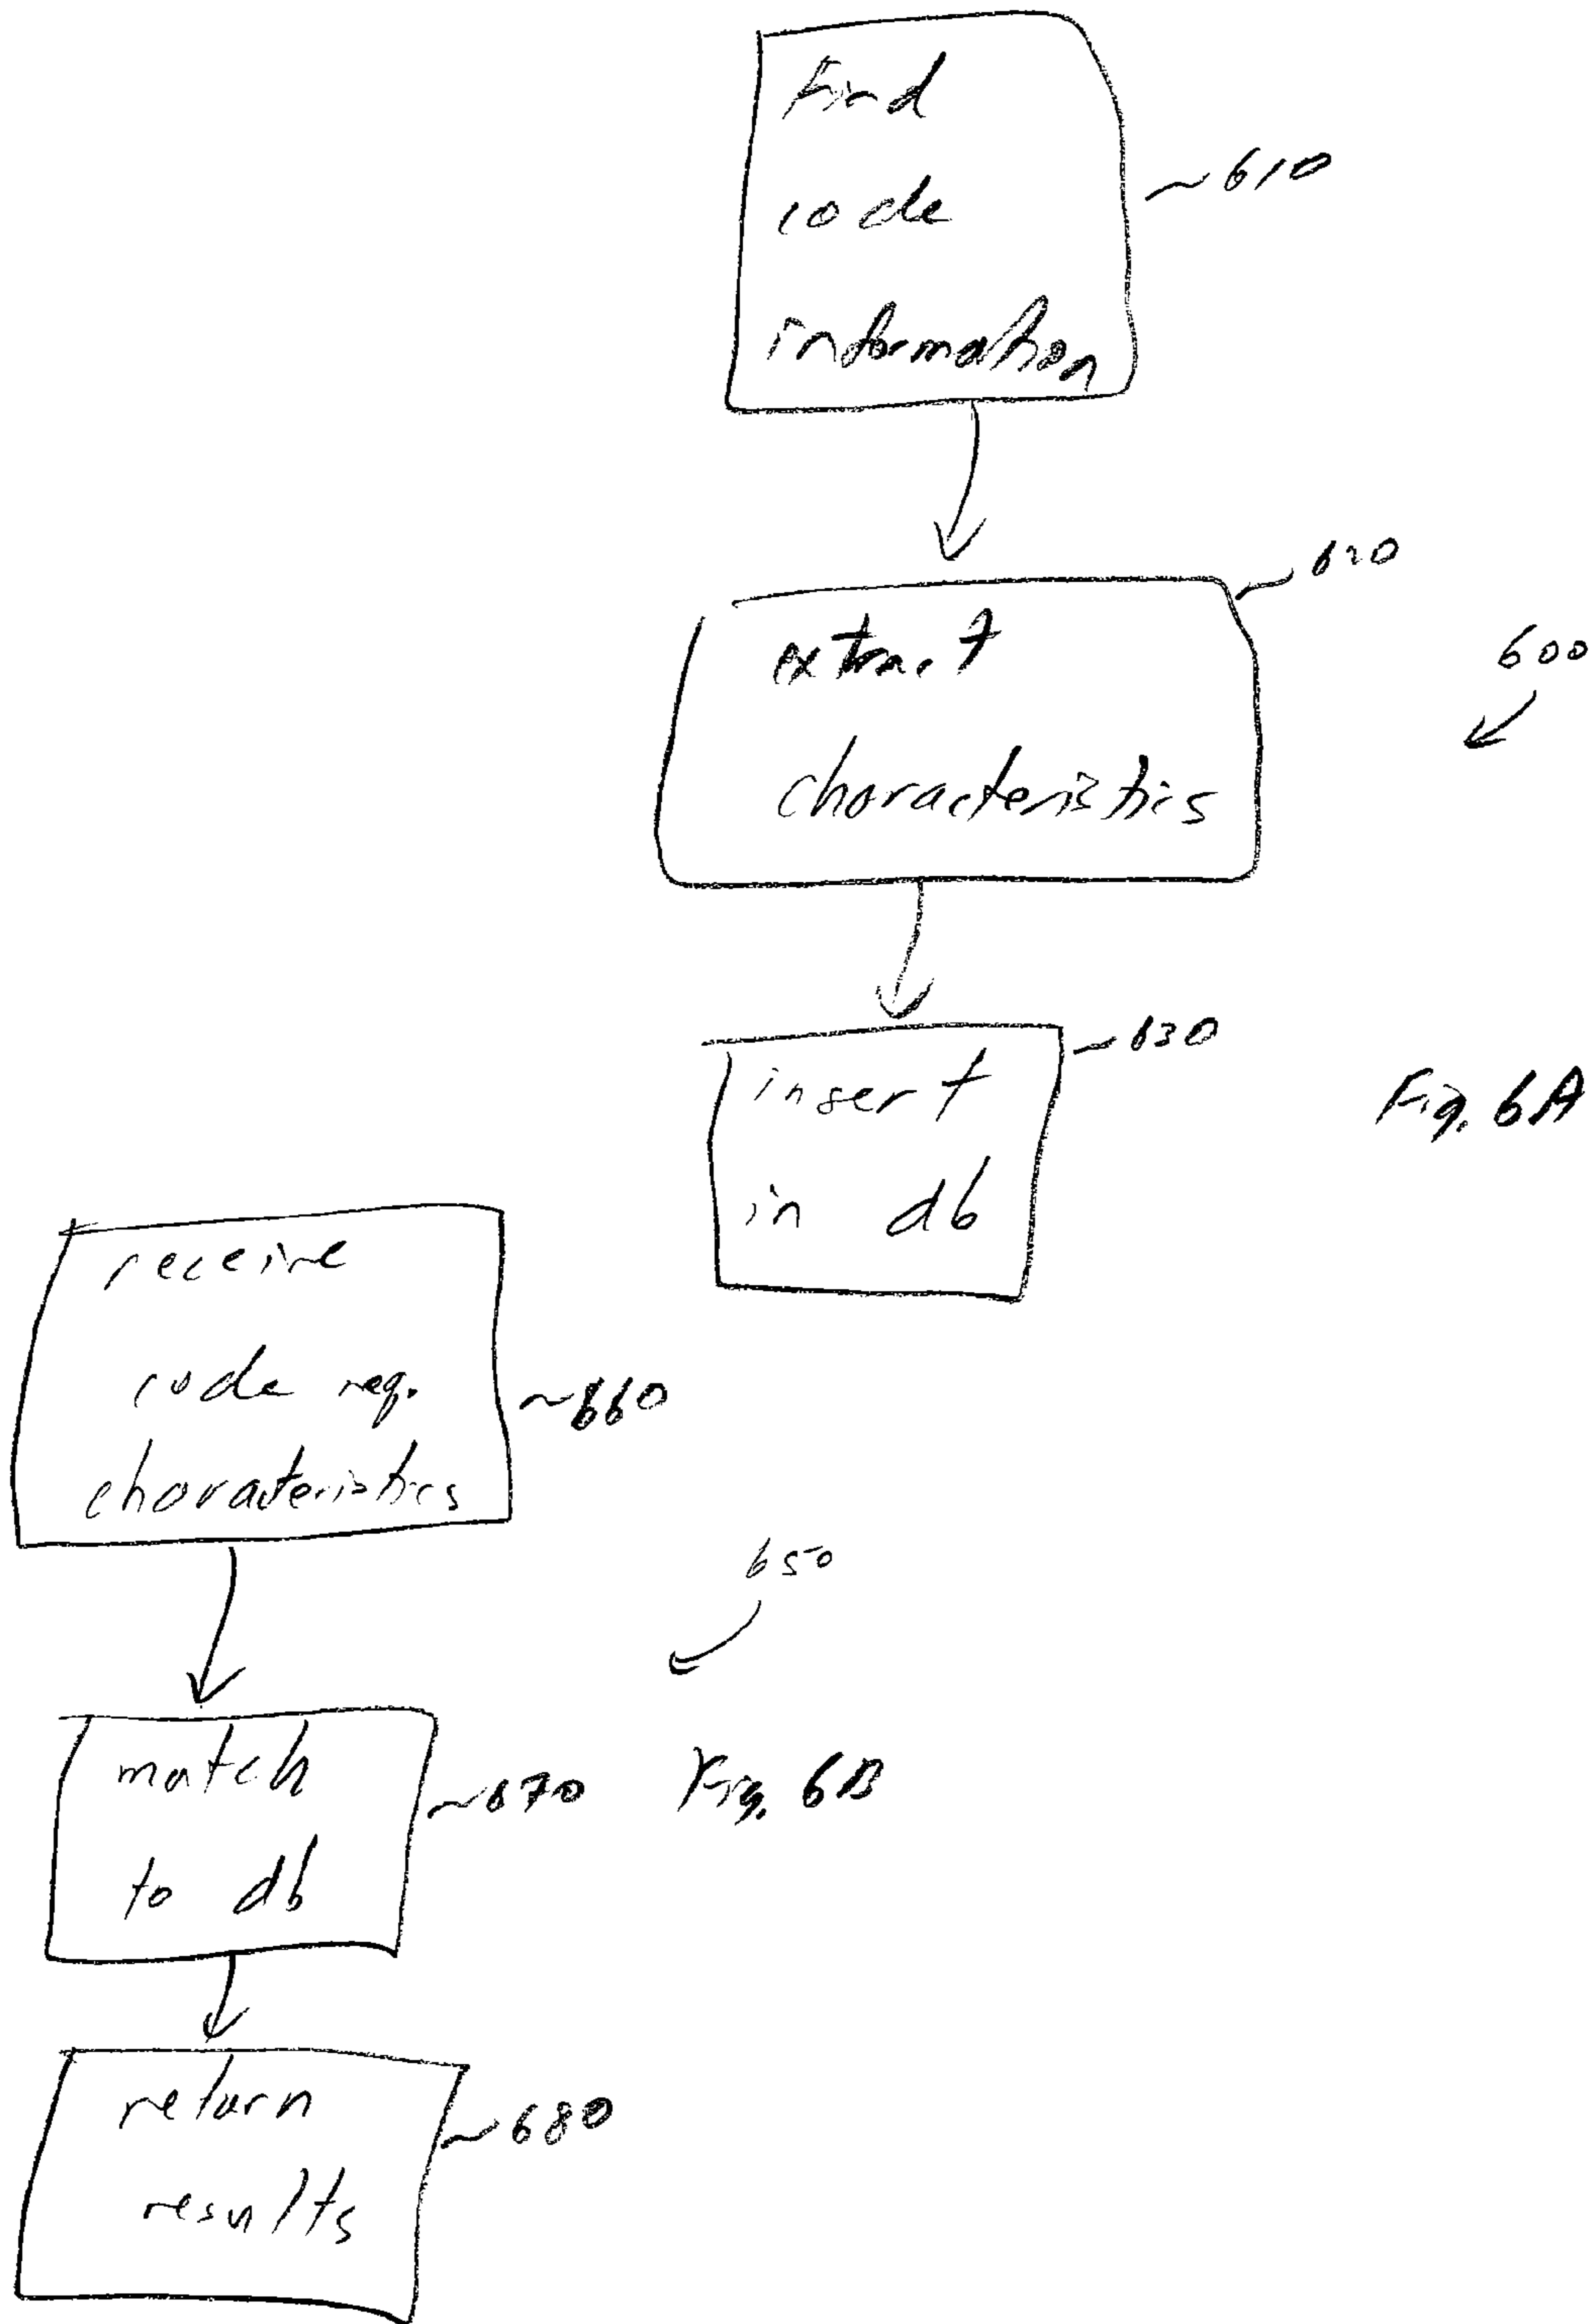 Find
code
information
~610
extract
characteristics
~620
600
insert
in db
~630
Fig. 6A
receive
code req.
charateristics
~660
650
match
to db
~670
Fig. 6B
return
results
~680